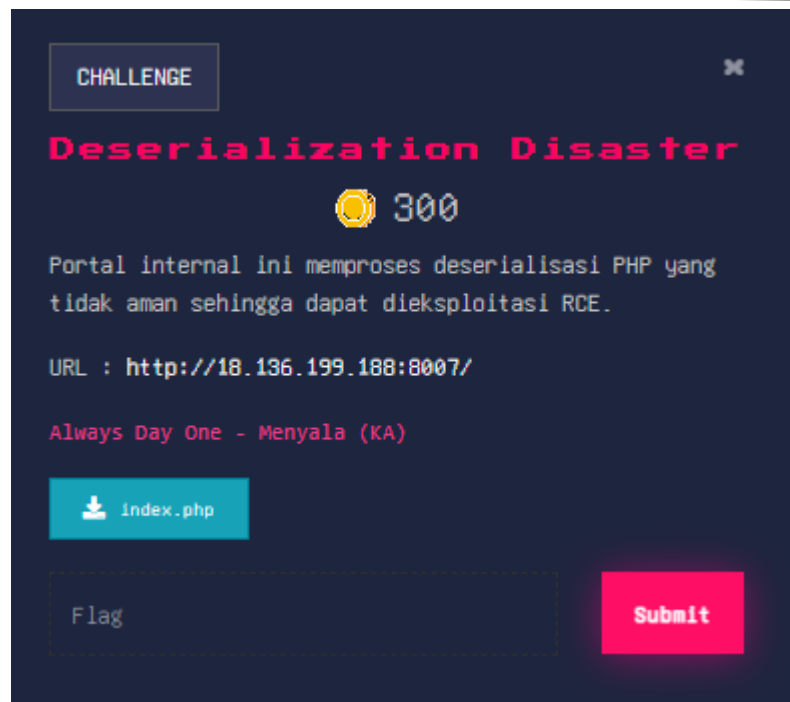 CHALLENGE
×
Deserialization Disaster
300
Portal internal ini memproses deserialisasi PHP yang
tidak aman sehingga dapat dieksploitasi RCE.
URL : http://18.136.199.188:8007/
Always Day One - Menyala (KA)
index.php
Flag
Submit